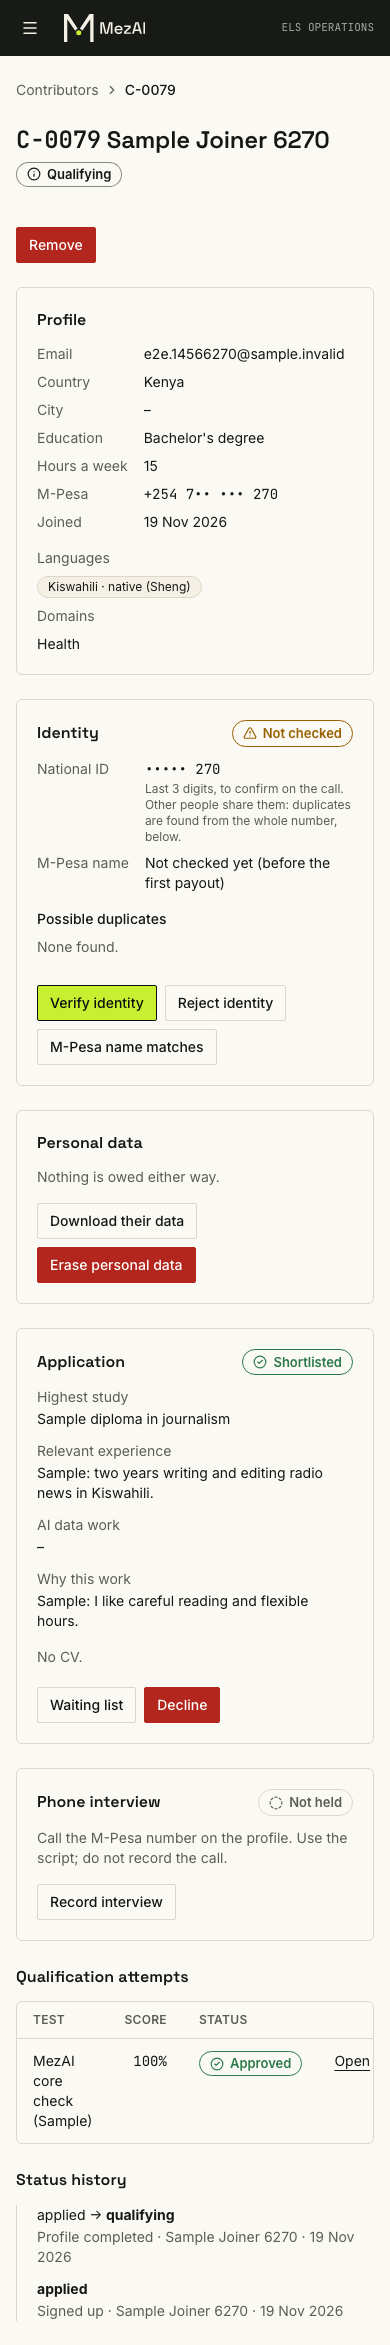 MezAI
ELS OPERATIONS
Contributors > C-0079
C-0079 Sample Joiner 6270
Qualifying
Remove
Profile
Email e2e.14566270@sample.invalid
Country Kenya
City –
Education Bachelor's degree
Hours a week 15
M-Pesa +254 7•• ••• 270
Joined 19 Nov 2026
Languages
Kiswahili · native (Sheng)
Domains
Health
Identity Not checked
National ID ••••• 270
Last 3 digits, to confirm on the call.
Other people share them: duplicates
are found from the whole number,
below.
M-Pesa name Not checked yet (before the
first payout)
Possible duplicates
None found.
Verify identity Reject identity
M-Pesa name matches
Personal data
Nothing is owed either way.
Download their data
Erase personal data
Application Shortlisted
Highest study
Sample diploma in journalism
Relevant experience
Sample: two years writing and editing radio
news in Kiswahili.
AI data work
–
Why this work
Sample: I like careful reading and flexible
hours.
No CV.
Waiting list Decline
Phone interview Not held
Call the M-Pesa number on the profile. Use the
script; do not record the call.
Record interview
Qualification attempts
TEST SCORE STATUS
MezAI 100% Approved Open
core
check
(Sample)
Status history
applied → qualifying
Profile completed · Sample Joiner 6270 · 19 Nov
2026
applied
Signed up · Sample Joiner 6270 · 19 Nov 2026